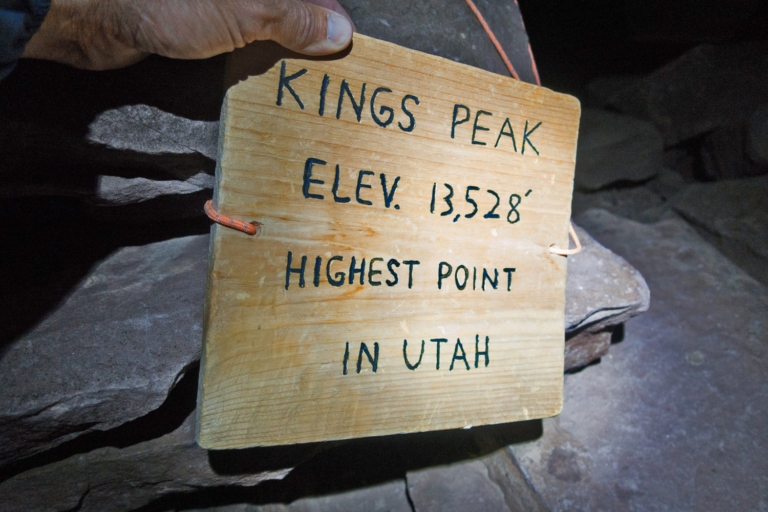 KINGS PEAK
ELEV. 13,528'
HIGHEST POINT
IN UTAH